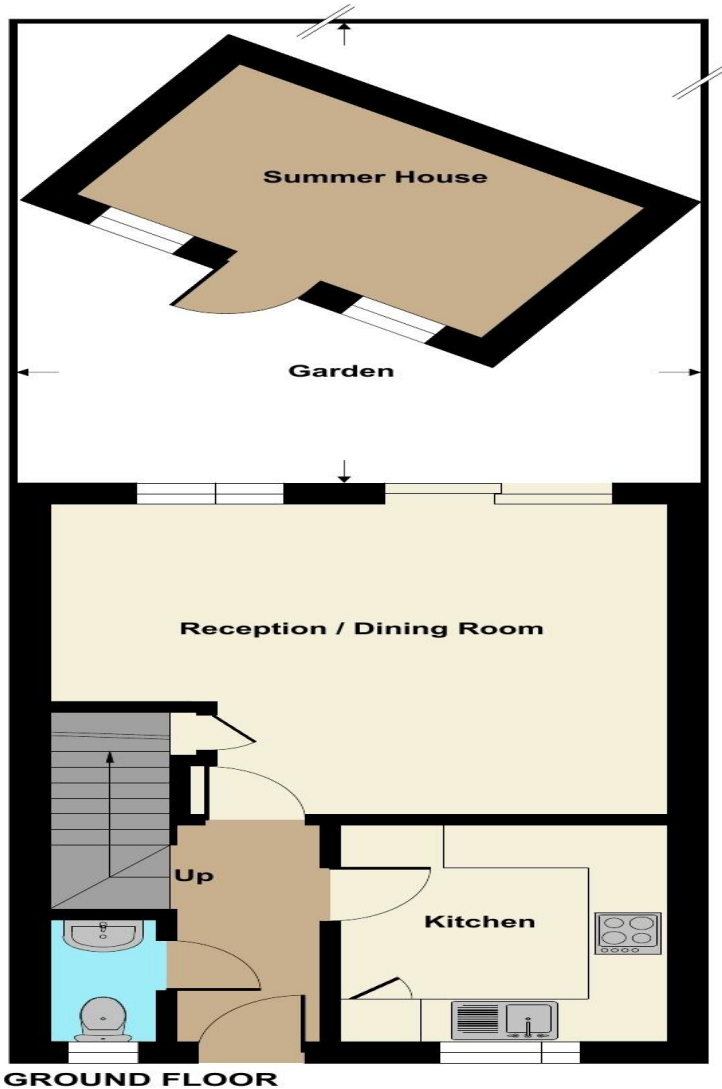 Summer House
Garden
Reception / Dining Room
Up
Kitchen
GROUND FLOOR